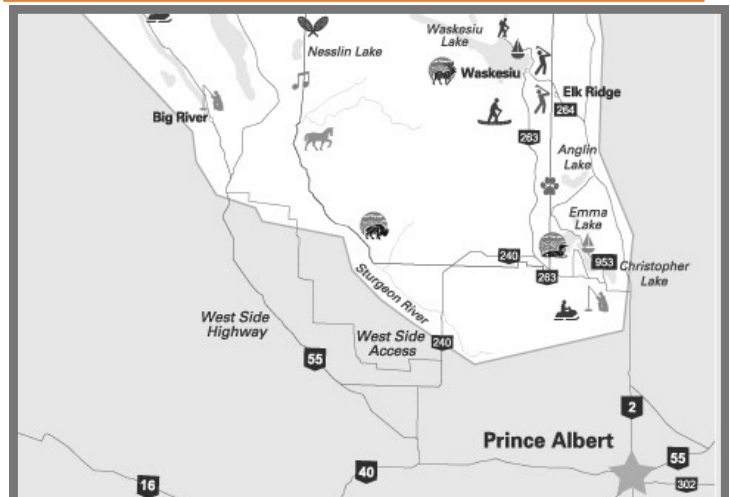 Nesslin Lake
Waskesiu
Lake
Waskesiu
Elk Ridge
264
Big River
263
Anglin
Lake
Emma
Lake
240
953
Christopher
Lake
263
Sturgeon River
West Side
Highway
West Side
Access
240
55
2
Prince Albert
55
40
16
302